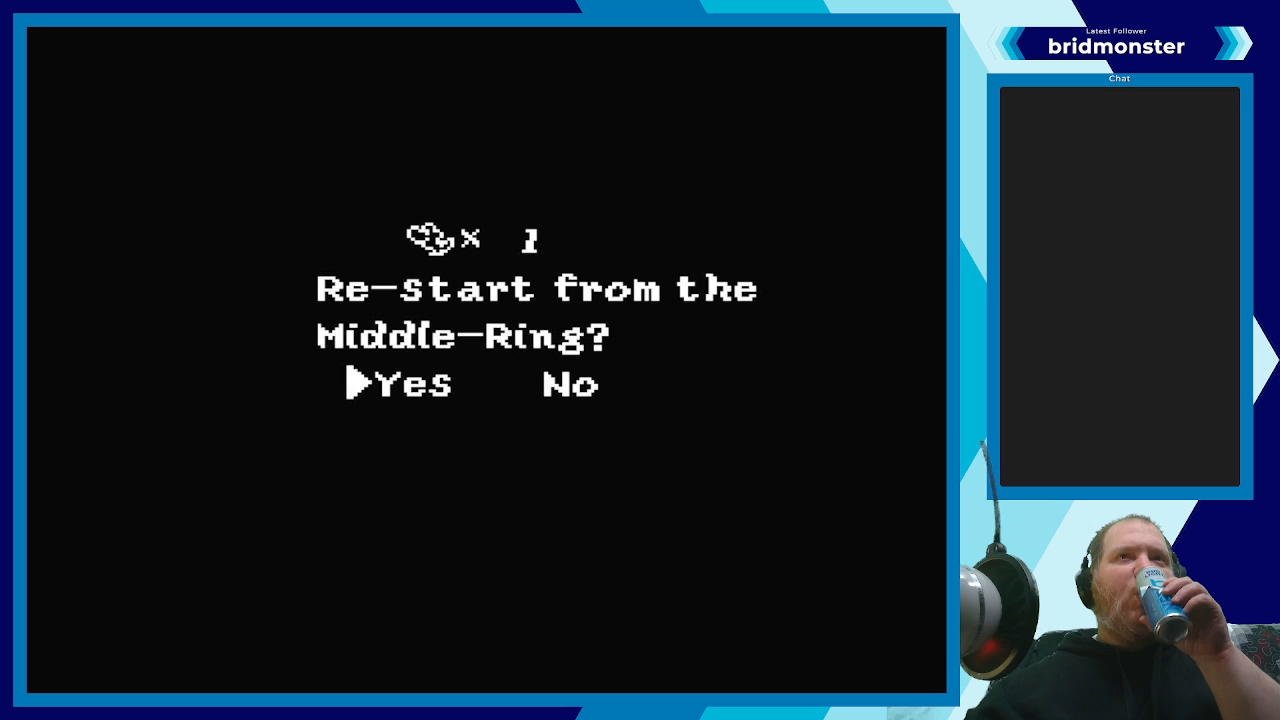 Latest Follower
bridmonster
Chat
× 1
Re-Start from the
Middle-Ring?
Yes No